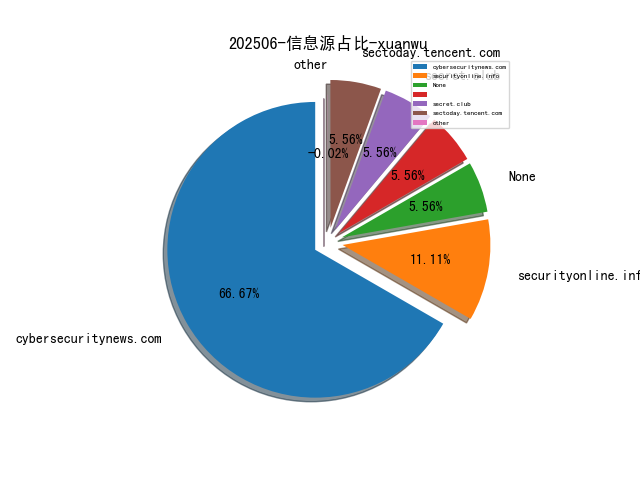 202506-信息源占比-xuanwu
sectoday.tencent.com
other
cybersecuritynews.com
securityonline.info
None
secret.club
sectoday.tencent.com
other
5.56%
-0.02%
5.56%
5.56%
None
5.56%
11.11%
securityonline.inf
66.67%
cybersecuritynews.com